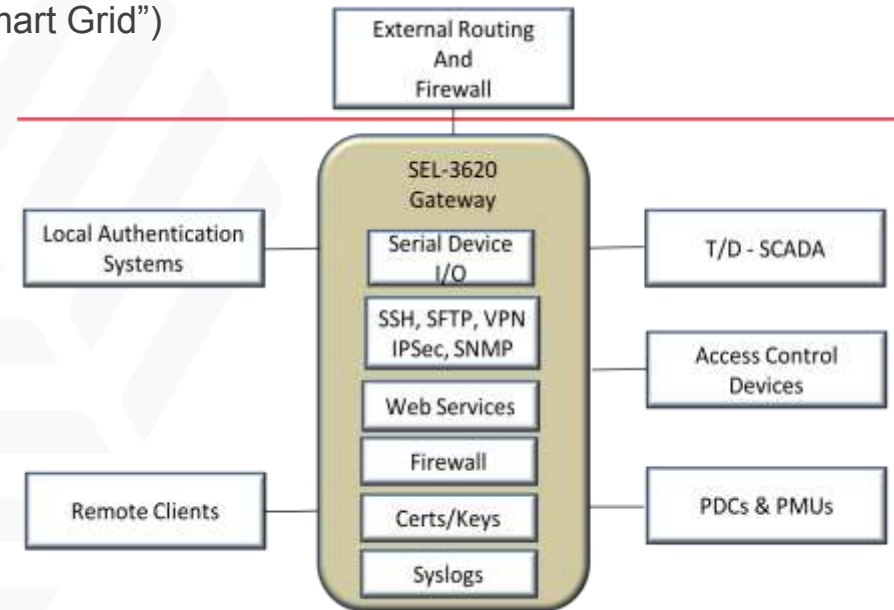 mart Grid”)
External Routing
And
Firewall
SEL-3620
Gateway
Local Authentication
Systems
Serial Device
I/O
T/D - SCADA
SSH, SFTP, VPN
IPSec, SNMP
Access Control
Devices
Web Services
Firewall
Remote Clients
Certs/Keys
PDCs & PMUs
Syslogs